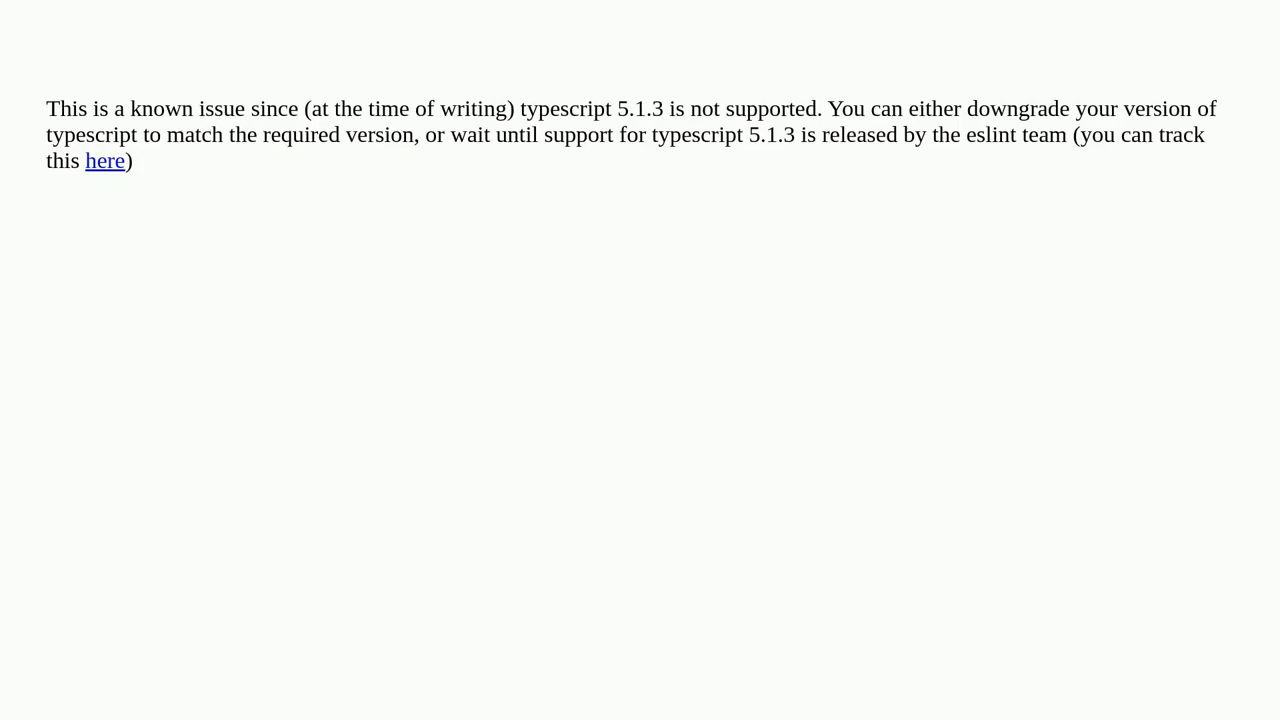 This is a known issue since (at the time of writing) typescript 5.1.3 is not supported. You can either downgrade your version of
typescript to match the required version, or wait until support for typescript 5.1.3 is released by the eslint team (you can track
this here)